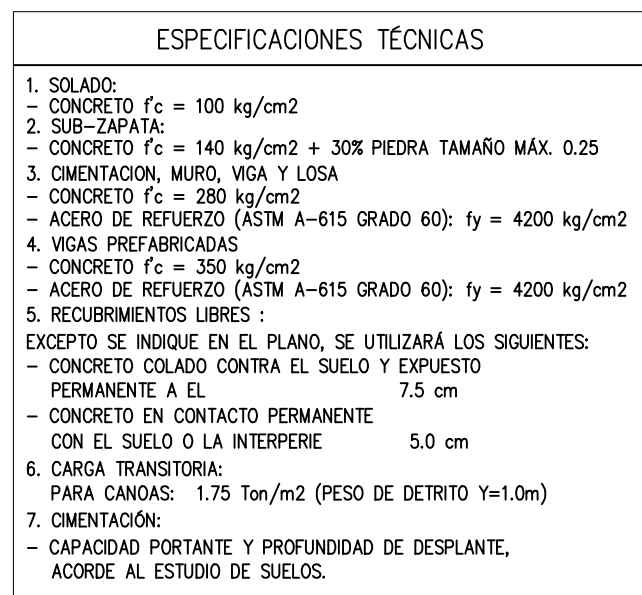 ESPECIFICACIONES TÉCNICAS
1. SOLADO:
– CONCRETO f'c = 100 kg/cm2
2. SUB–ZAPATA:
– CONCRETO f'c = 140 kg/cm2 + 30% PIEDRA TAMAÑO MÁX. 0.25
3. CIMENTACION, MURO, VIGA Y LOSA
– CONCRETO f'c = 280 kg/cm2
– ACERO DE REFUERZO (ASTM A–615 GRADO 60): fy = 4200 kg/cm2
4. VIGAS PREFABRICADAS
– CONCRETO f'c = 350 kg/cm2
– ACERO DE REFUERZO (ASTM A–615 GRADO 60): fy = 4200 kg/cm2
5. RECUBRIMIENTOS LIBRES :
EXCEPTO SE INDIQUE EN EL PLANO, SE UTILIZARÁ LOS SIGUIENTES:
– CONCRETO COLADO CONTRA EL SUELO Y EXPUESTO
PERMANENTE A EL 7.5 cm
– CONCRETO EN CONTACTO PERMANENTE
CON EL SUELO O LA INTERPERIE 5.0 cm
6. CARGA TRANSITORIA:
PARA CANOAS: 1.75 Ton/m2 (PESO DE DETRITO Y=1.0m)
7. CIMENTACIÓN:
– CAPACIDAD PORTANTE Y PROFUNDIDAD DE DESPLANTE,
ACORDE AL ESTUDIO DE SUELOS.